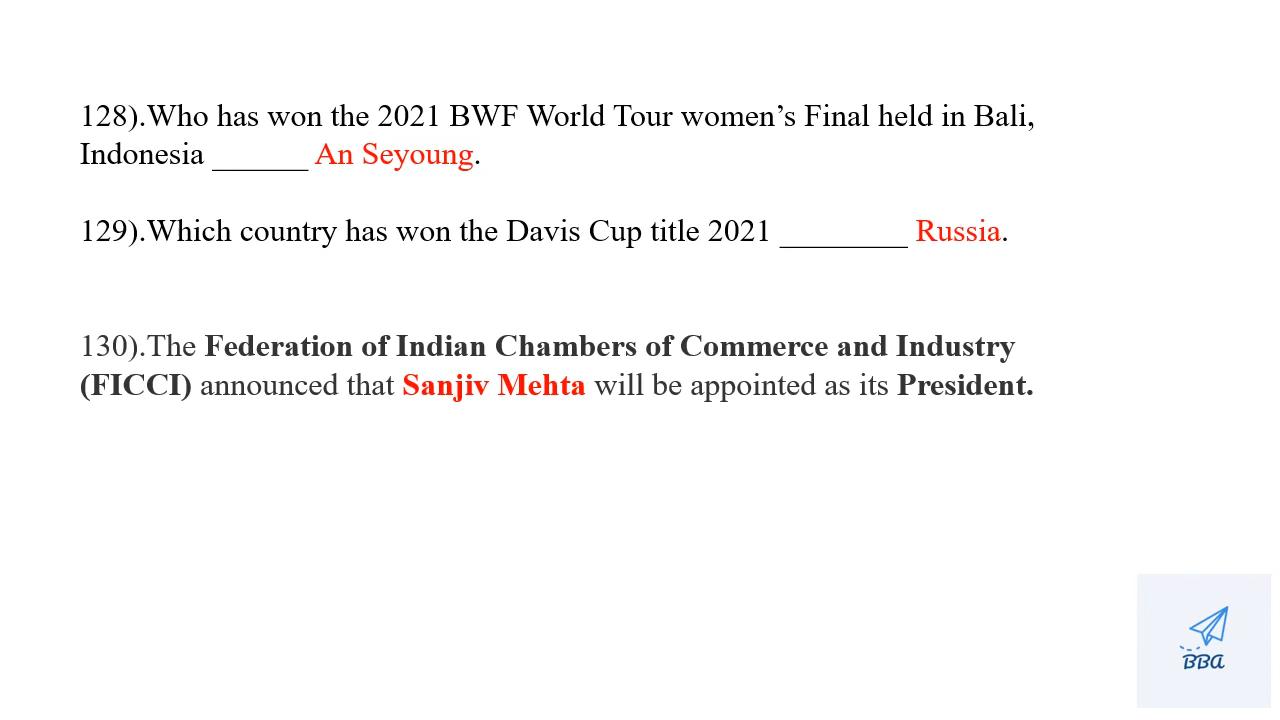 128).Who has won the 2021 BWF World Tour women’s Final held in Bali,
Indonesia ______ An Seyoung.
129).Which country has won the Davis Cup title 2021 ________ Russia.
130).The Federation of Indian Chambers of Commerce and Industry
(FICCI) announced that Sanjiv Mehta will be appointed as its President.
BBA